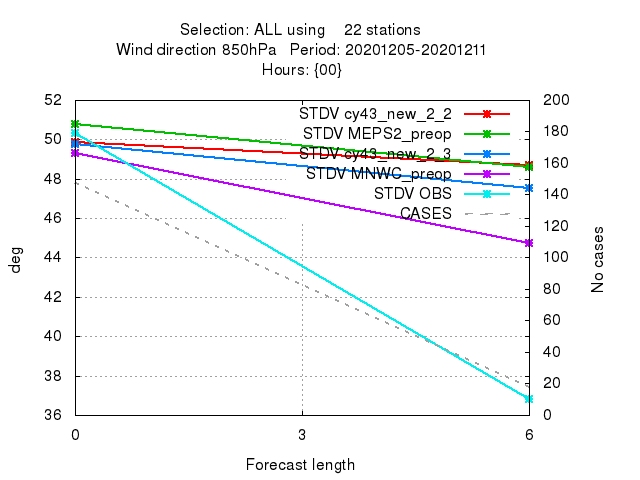 Selection: ALL using    22 stations
Wind direction 850hPa   Period: 20201205-20201211
Hours: {00}
52
50
48
46
44
42
40
38
36
deg
STDV cy43_new_2_2
STDV MEPS2_preop
STDV cy43_new_2_3
STDV MNWC_preop
STDV OBS
CASES
200
180
160
140
120
100
80
60
40
20
0
No cases
0 3 6
Forecast length